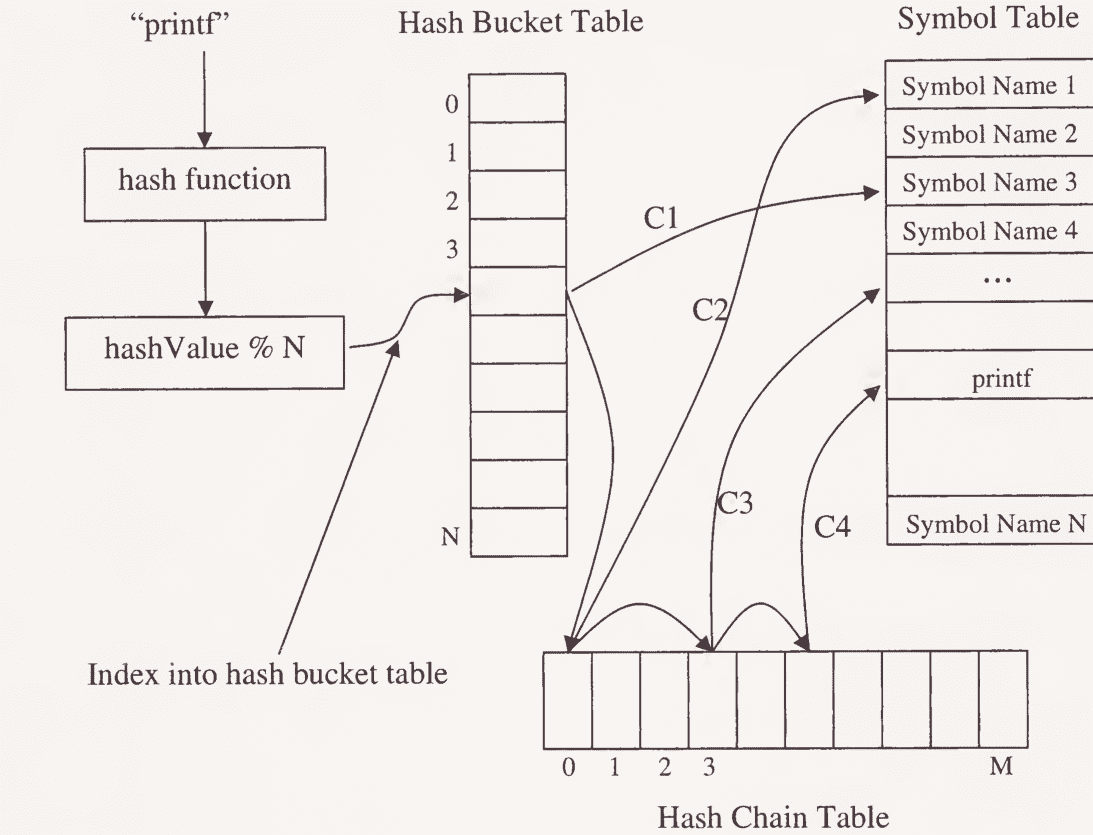 “printf”
Hash Bucket Table
Symbol Table
hash function
hashValue % N
Index into hash bucket table
0
1
2
3
N
C1
C2
C3
C4
Symbol Name 1
Symbol Name 2
Symbol Name 3
Symbol Name 4
...
printf
Symbol Name N
0 1 2 3 M
Hash Chain Table